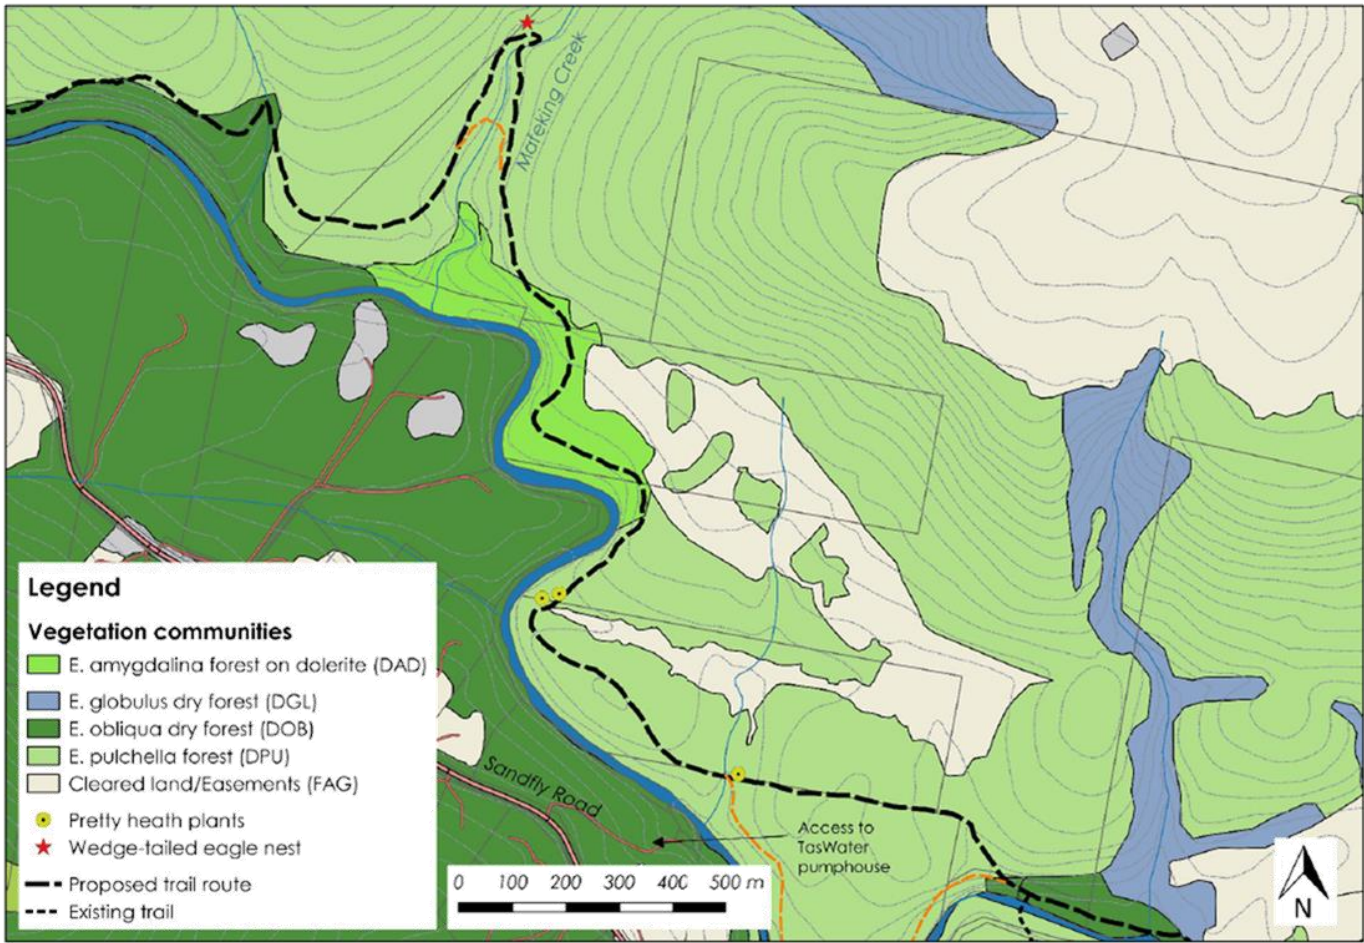 Mafeking Creek
Legend
Vegetation communities
E. amygdalina forest on dolerite (DAD)
E. globulus dry forest (DGL)
E. obliqua dry forest (DOB)
E. pulchella forest (DPU)
Cleared land/Easements (FAG)
Pretty heath plants
Wedge-tailed eagle nest
Proposed trail route
Existing trail
Sandfly Road
Access to
TasWater
pumphouse
0 100 200 300 400 500 m
N